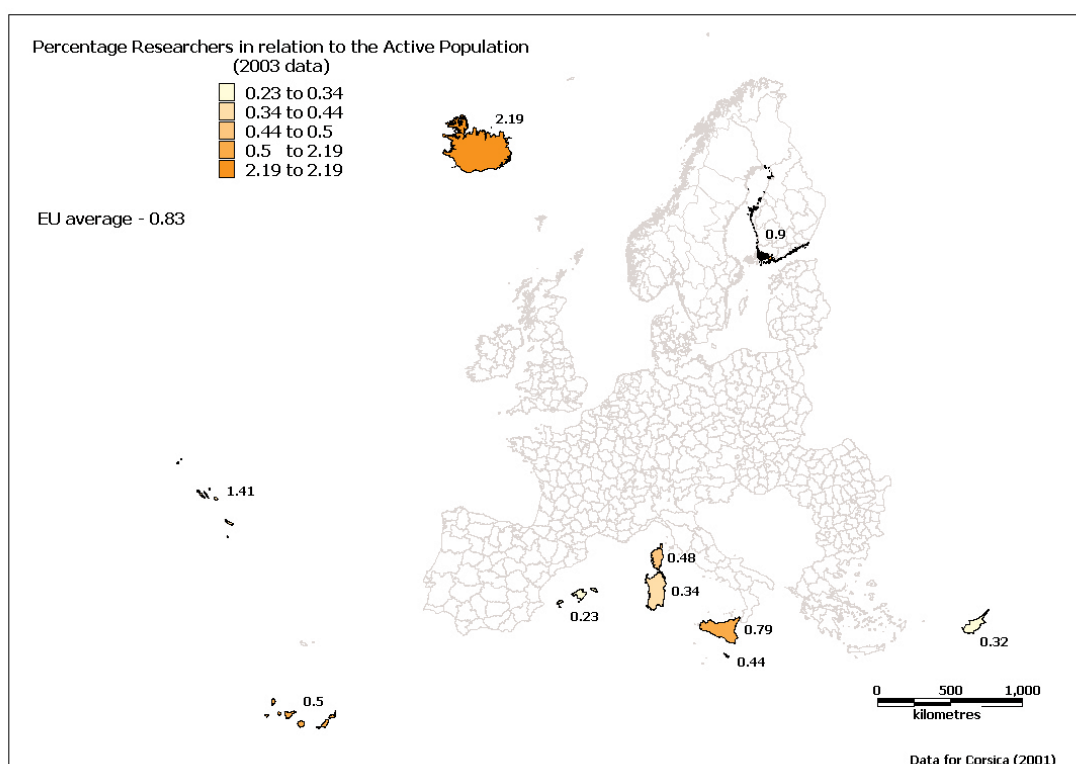 Percentage Researchers in relation to the Active Population
(2003 data)
0.23 to 0.34
0.34 to 0.44
0.44 to 0.5
0.5 to 2.19
2.19 to 2.19
EU average - 0.83
2.19
0.9
1.41
0.48
0.34
0.23
0.79
0.44
0.32
0.5
0 500 1,000
kilometres
Data for Corsica (2001)